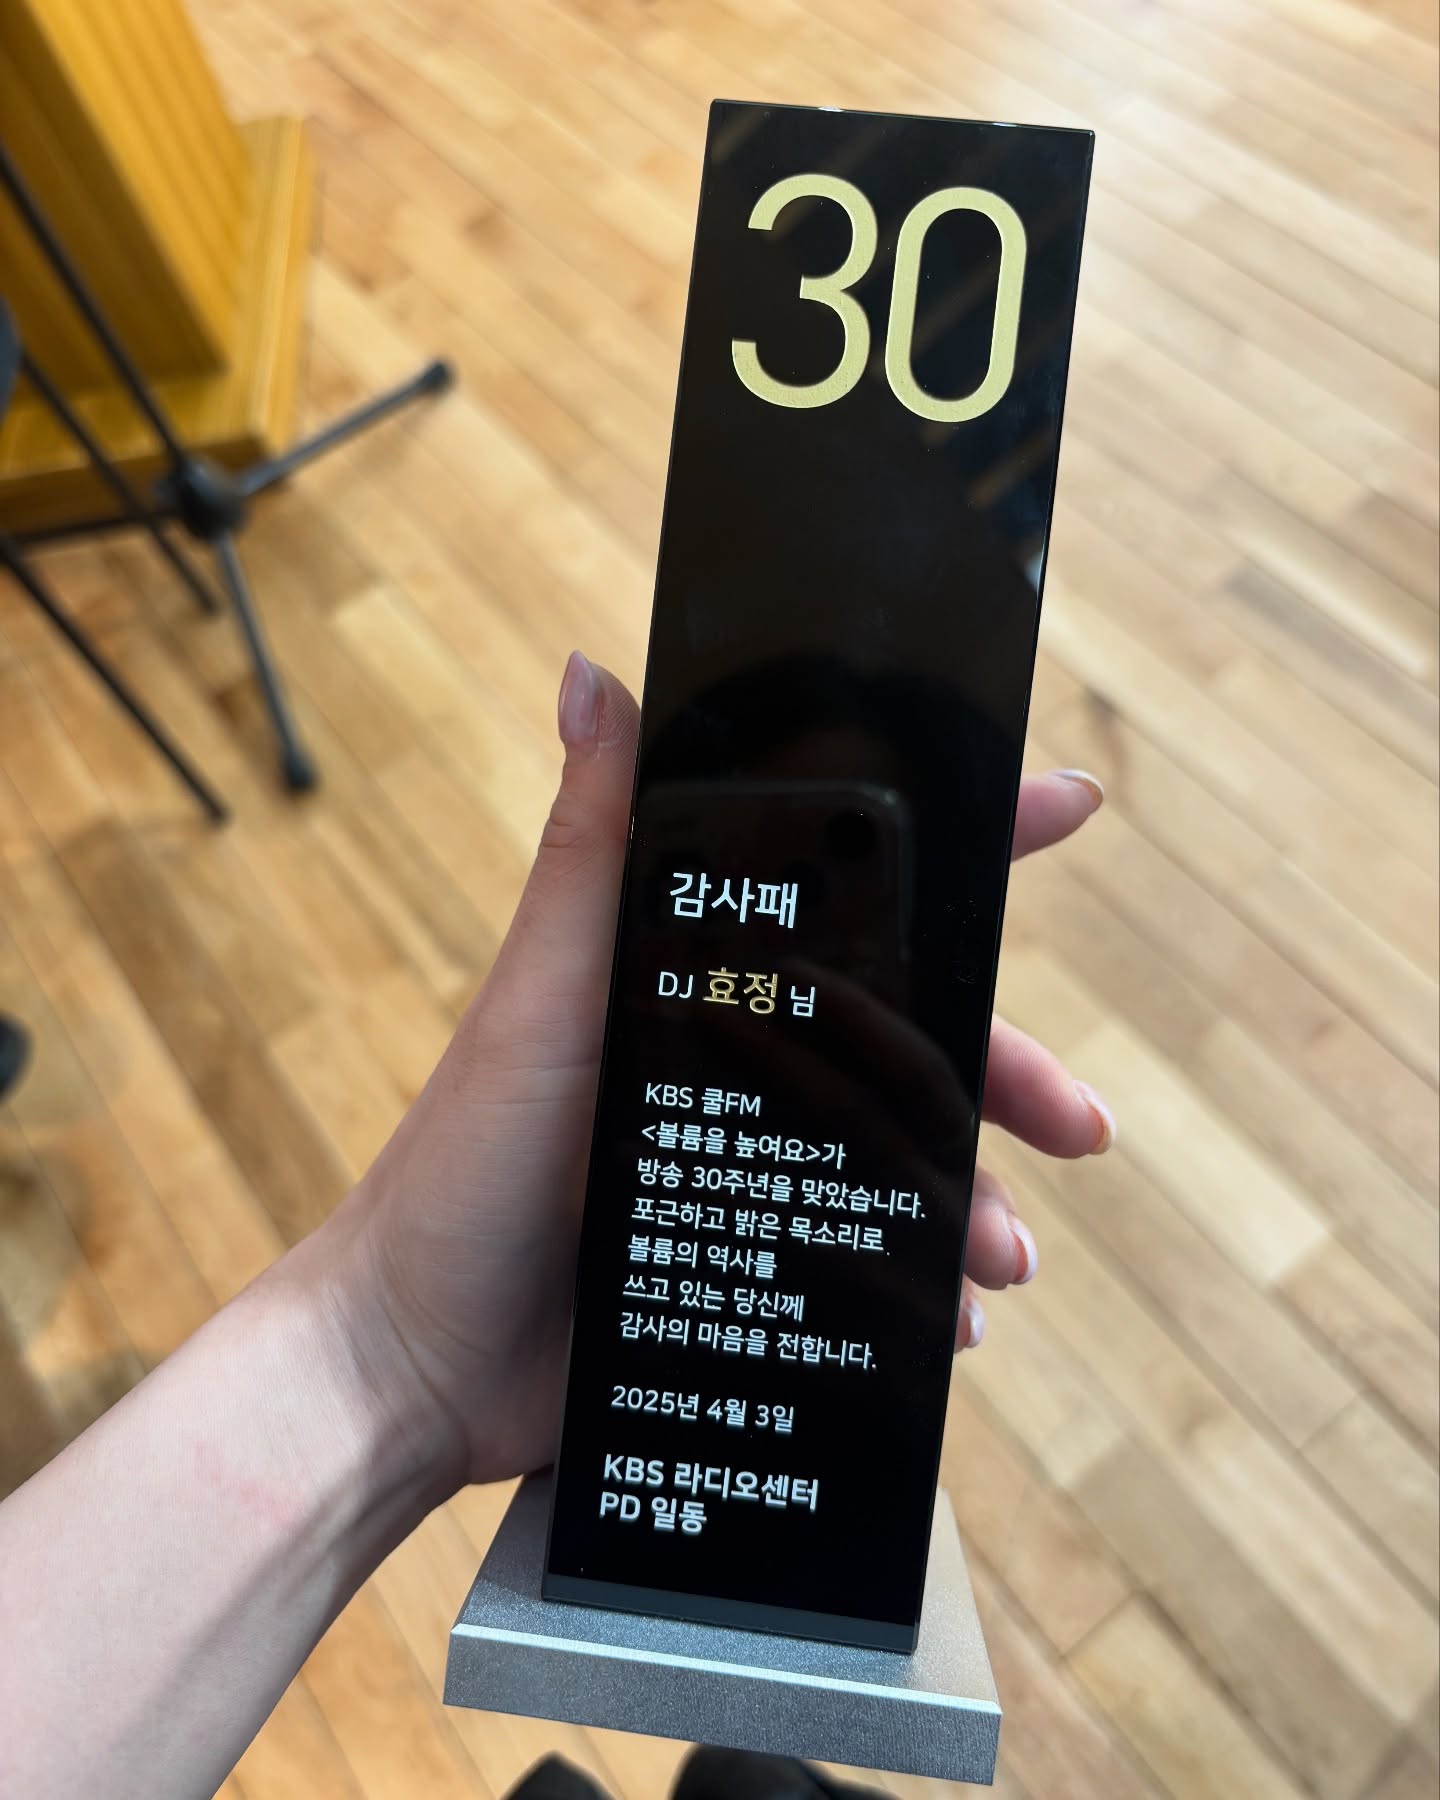 30
감사패
DJ 효정 님
KBS 쿨FM
<볼륨을 높여요>가
방송 30주년을 맞았습니다.
포근하고 밝은 목소리로
볼륨의 역사를
쓰고 있는 당신께
감사의 마음을 전합니다.
2025년 4월 3일
KBS 라디오센터
PD 일동